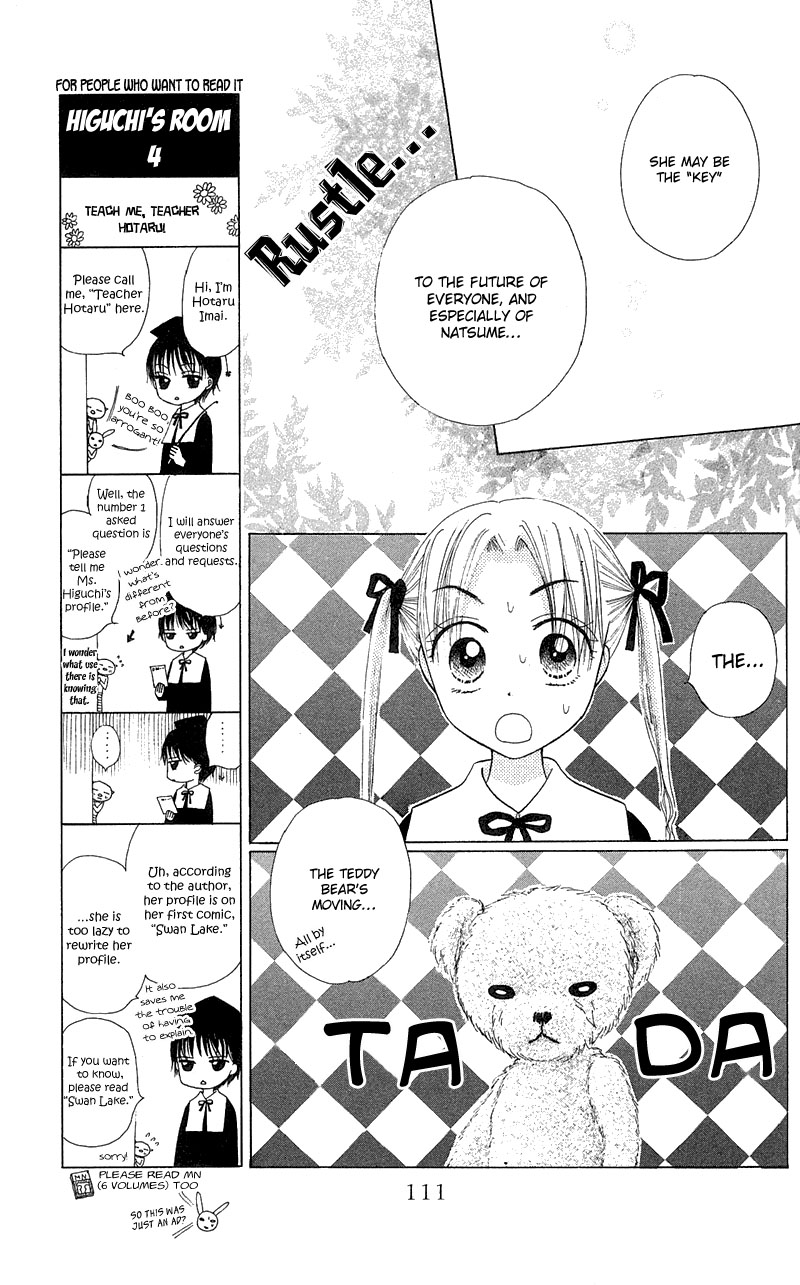 SHE MAY BE
THE "KEY"
Rustle...
TO THE FUTURE OF
EVERYONE, AND
ESPECIALLY OF
NATSUME...
THE...
THE TEDDY
BEAR'S
MOVING...
All by
itself...
TA DA
FOR PEOPLE WHO WANT TO READ IT
HIGUCHI'S ROOM
4
TEACH ME, TEACHER
HOTARU!
Hi, I'm
Hotaru
Imai.
Please call
me, "Teacher
Hotaru" here.
BOO BOO
you're so
arrogant!
I will answer
everyone's
questions
and requests.
Well, the
number 1
asked
question is
"Please
tell me
Ms.
Higuchi's
profile."
I wonder
what's
different
from
before?
I wonder
what use
there is
knowing
that.
......
......
Uh, according
to the author,
her profile is on
her first comic,
"Swan Lake."
...she is
too lazy to
rewrite her
profile.
It also
saves me
the trouble
of having
to explain.
If you want
to know,
please read
"Swan Lake."
sorry!
PLEASE READ MN
(6 VOLUMES) TOO
MN
SO THIS WAS
JUST AN AD?
111